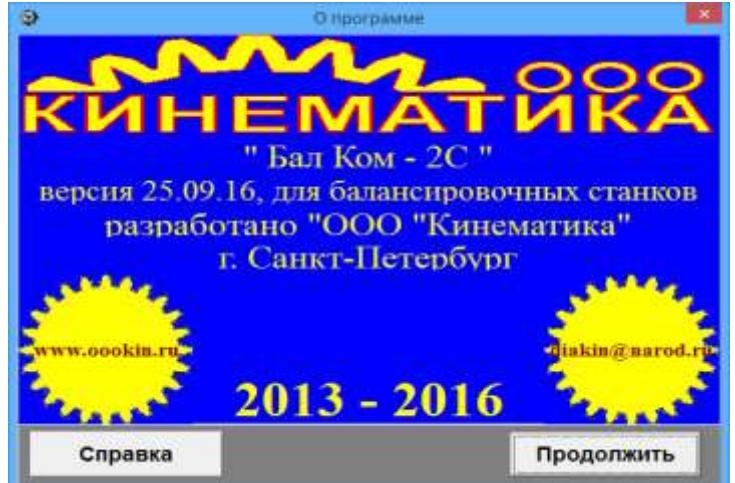 О программе
ООО
КИНЕМАТИКА
" Бал Ком - 2С "
версия 25.09.16, для балансировочных станков
разработано "ООО "Кинематика"
г. Санкт-Петербург
www.oookin.ru
diakin@narod.ru
2013 - 2016
Справка
Продолжить